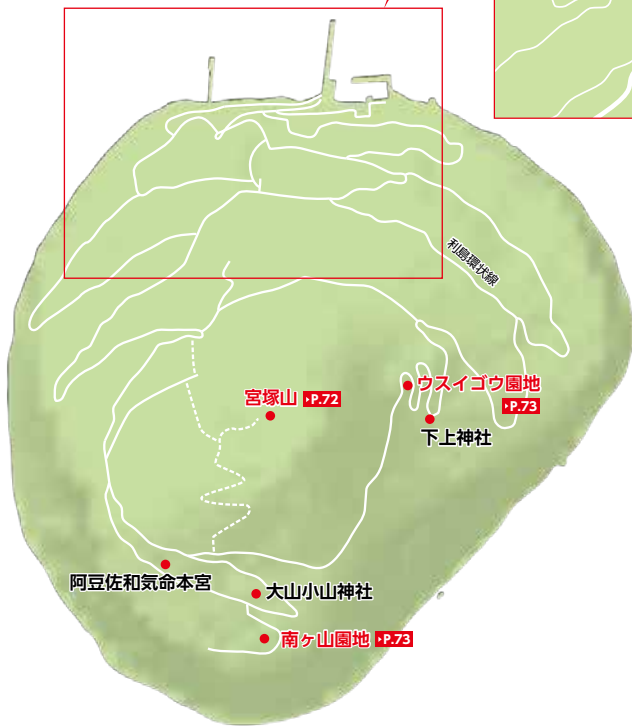 利島環状線
ウスイゴウ園地
▸P.73
宮塚山 ▸P.72
下上神社
阿豆佐和気命本宮
大山小山神社
南ヶ山園地 ▸P.73